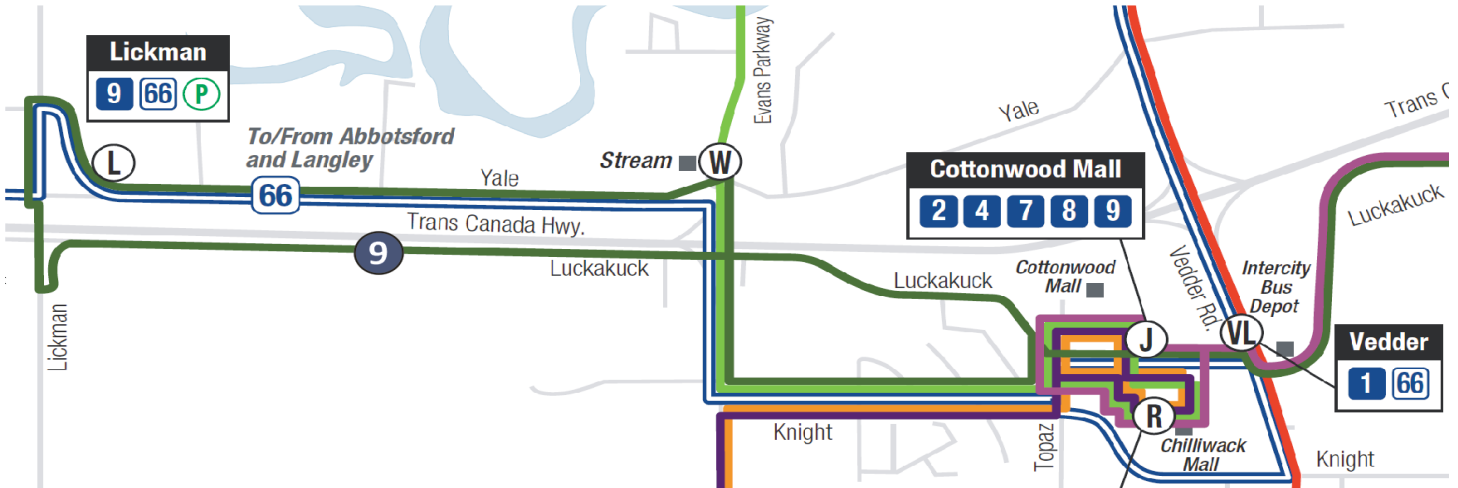 Lickman
9 66 P
L
To/From Abbotsford
and Langley
66
Yale
Trans Canada Hwy.
9
Luckakuck
Lickman
Stream
W
Evans Parkway
Yale
Trans C
Cottonwood Mall
2 4 7 8 9
Luckakuck
Luckakuck
Cottonwood
Mall
Vedder Rd.
Intercity
Bus
Depot
J
VL
Vedder
1 66
R
Knight
Topaz
Chilliwack
Mall
Knight